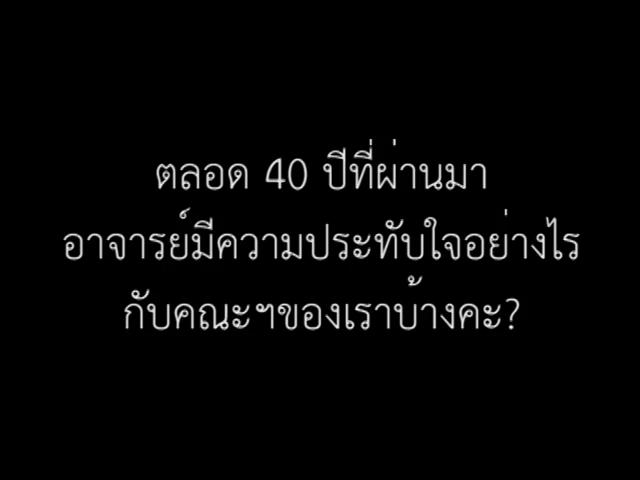 ตลอด 40 ปีที่ผ่านมา
อาจารย์มีความประทับใจอย่างไร
กับคณะฯของเราบ้างคะ?